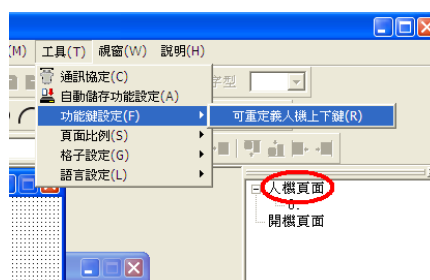 (M) 工具(T) 視窗(W) 說明(H)
通訊協定(C)
字型
自動儲存功能設定(A)
功能鍵設定(F) 可重定義人機上下鍵(R)
頁面比例(S)
格子設定(G)
語言設定(L)
人機頁面
0.
開機頁面